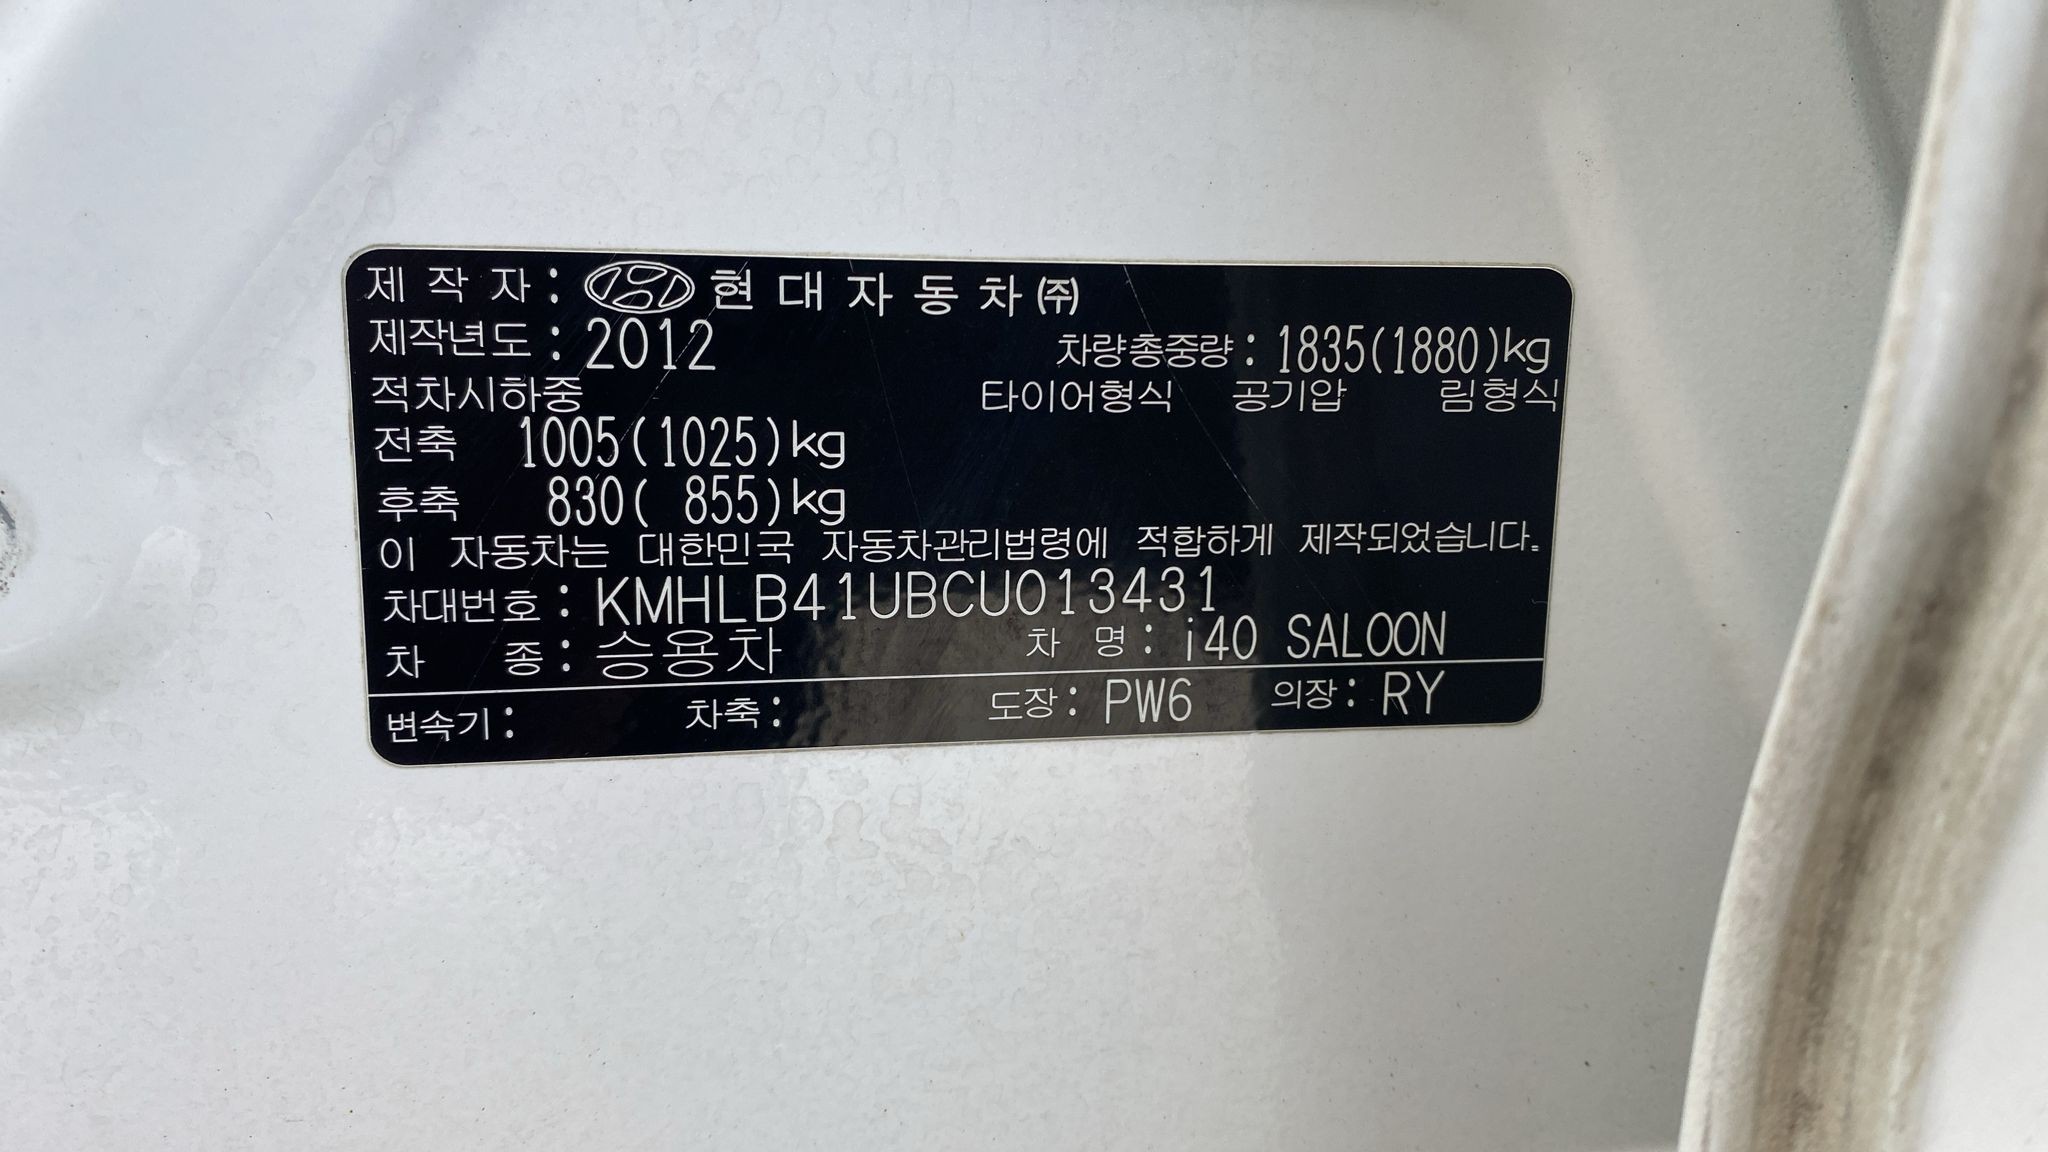 제 작 자 : 현 대 자 동 차 ㈜
제작년도 : 2012 차량총중량 : 1835(1880)kg
적차시하중 타이어형식 공기압 림형식
전축 1005(1025)kg
후축 830( 855)kg
이 자동차는 대한민국 자동차관리법령에 적합하게 제작되었습니다.
차대번호 : KMHLB41UBCU013431
차 종 : 승용차 차 명 : i40 SALOON
변속기 : 차축 : 도장 : PW6 의장 : RY